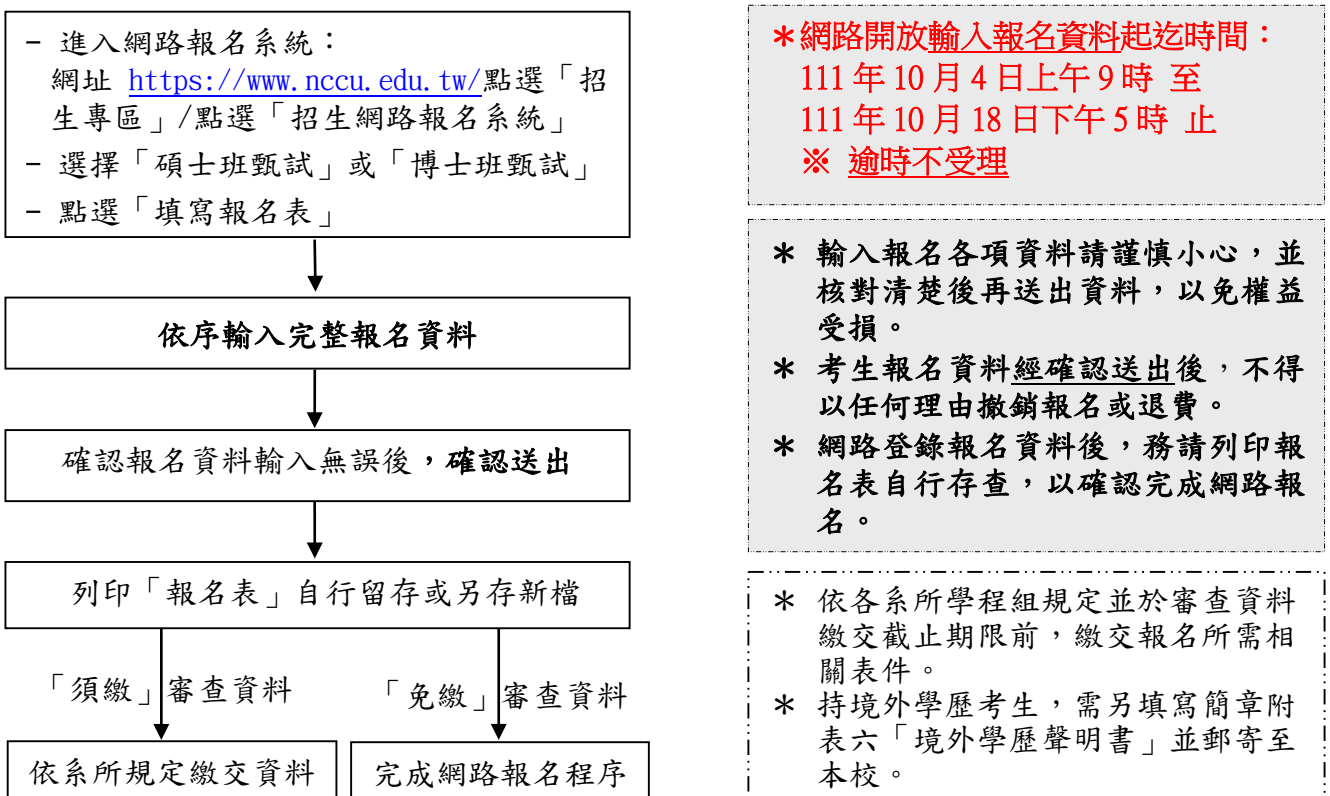 - 進入網路報名系統：
網址 https://www.nccu.edu.tw/點選「招
生專區」/點選「招生網路報名系統」
- 選擇「碩士班甄試」或「博士班甄試」
- 點選「填寫報名表」
依序輸入完整報名資料
確認報名資料輸入無誤後，確認送出
列印「報名表」自行留存或另存新檔
「須繳」審查資料
「免繳」審查資料
依系所規定繳交資料
完成網路報名程序
＊網路開放輸入報名資料起迄時間：
111 年 10 月 4 日上午 9 時 至
111 年 10 月 18 日下午 5 時 止
※ 逾時不受理
＊ 輸入報名各項資料請謹慎小心，並
核對清楚後再送出資料，以免權益
受損。
＊ 考生報名資料經確認送出後，不得
以任何理由撤銷報名或退費。
＊ 網路登錄報名資料後，務請列印報
名表自行存查，以確認完成網路報
名。
＊ 依各系所學程組規定並於審查資料
繳交截止期限前，繳交報名所需相
關表件。
＊ 持境外學歷考生，需另填寫簡章附
表六「境外學歷聲明書」並郵寄至
本校。